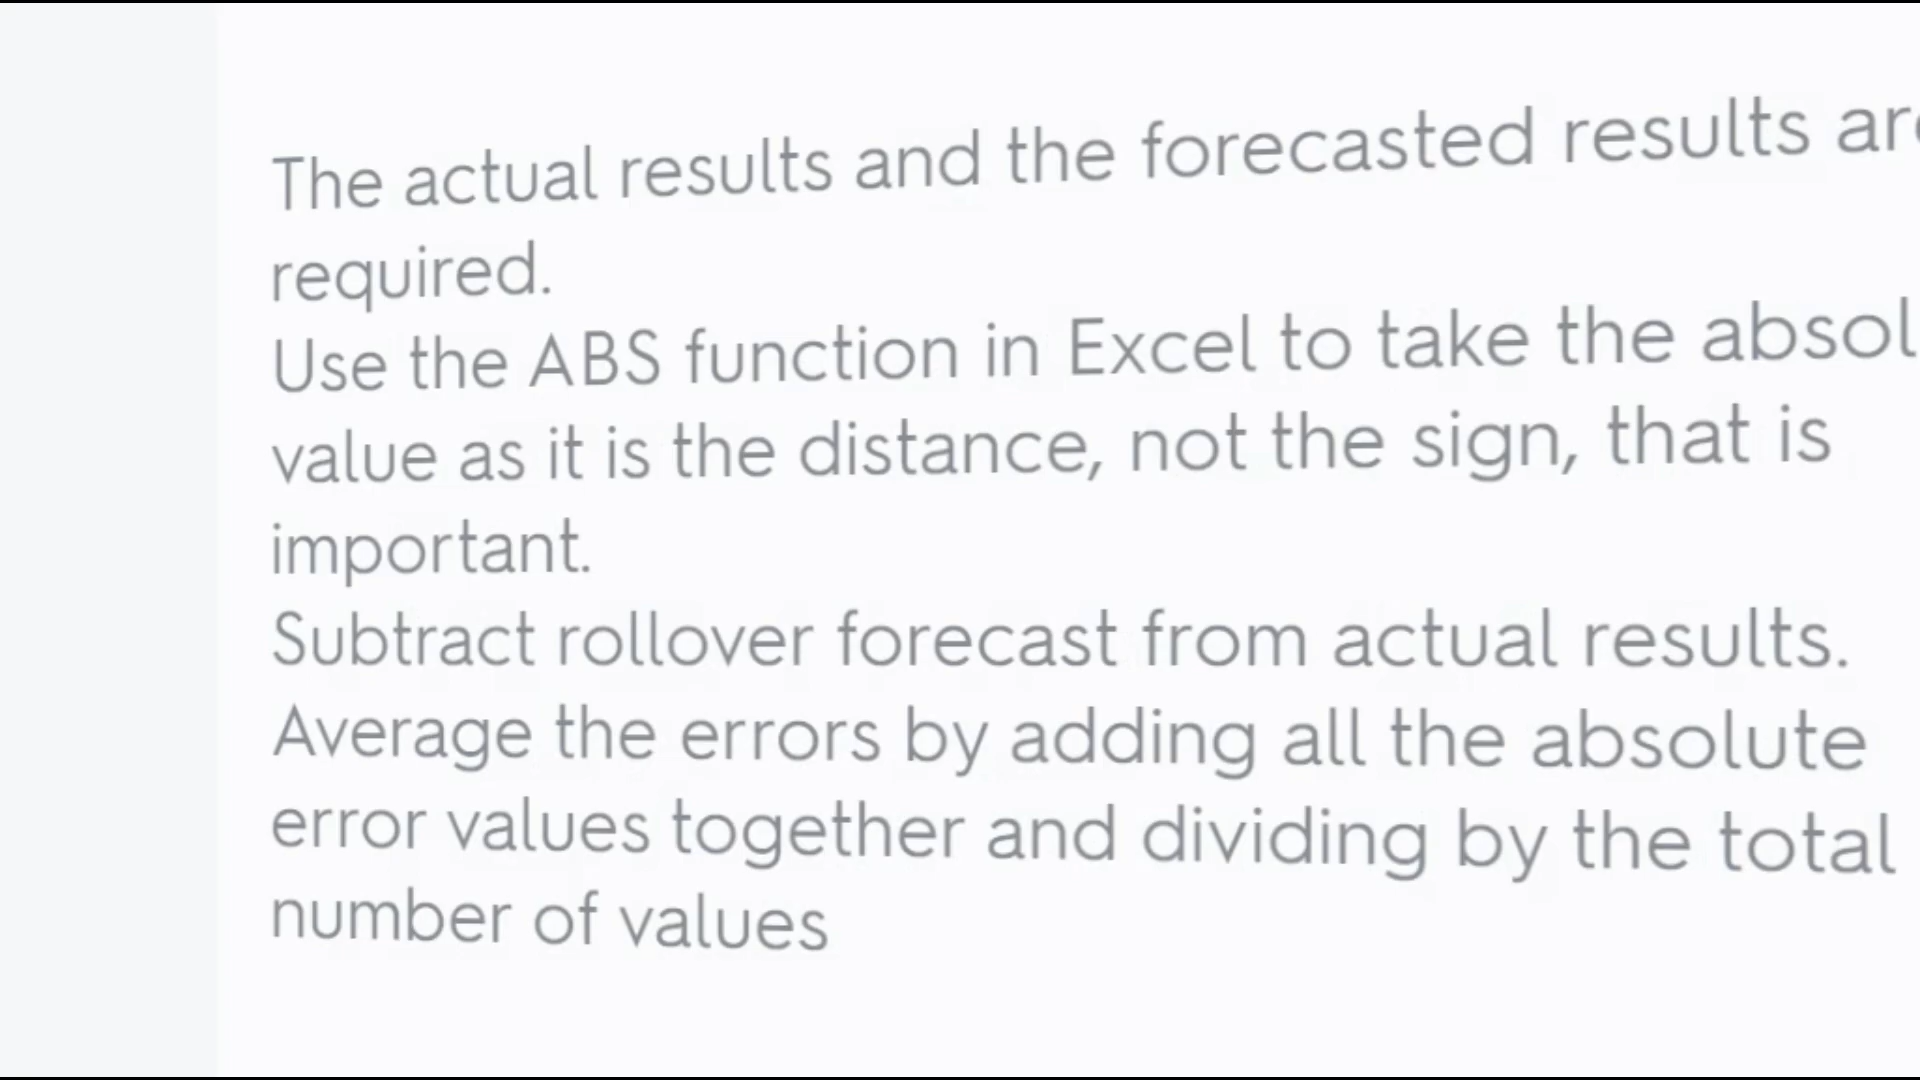 The actual results and the forecasted results are
required.
Use the ABS function in Excel to take the absol
value as it is the distance, not the sign, that is
important.
Subtract rollover forecast from actual results.
Average the errors by adding all the absolute
error values together and dividing by the total
number of values